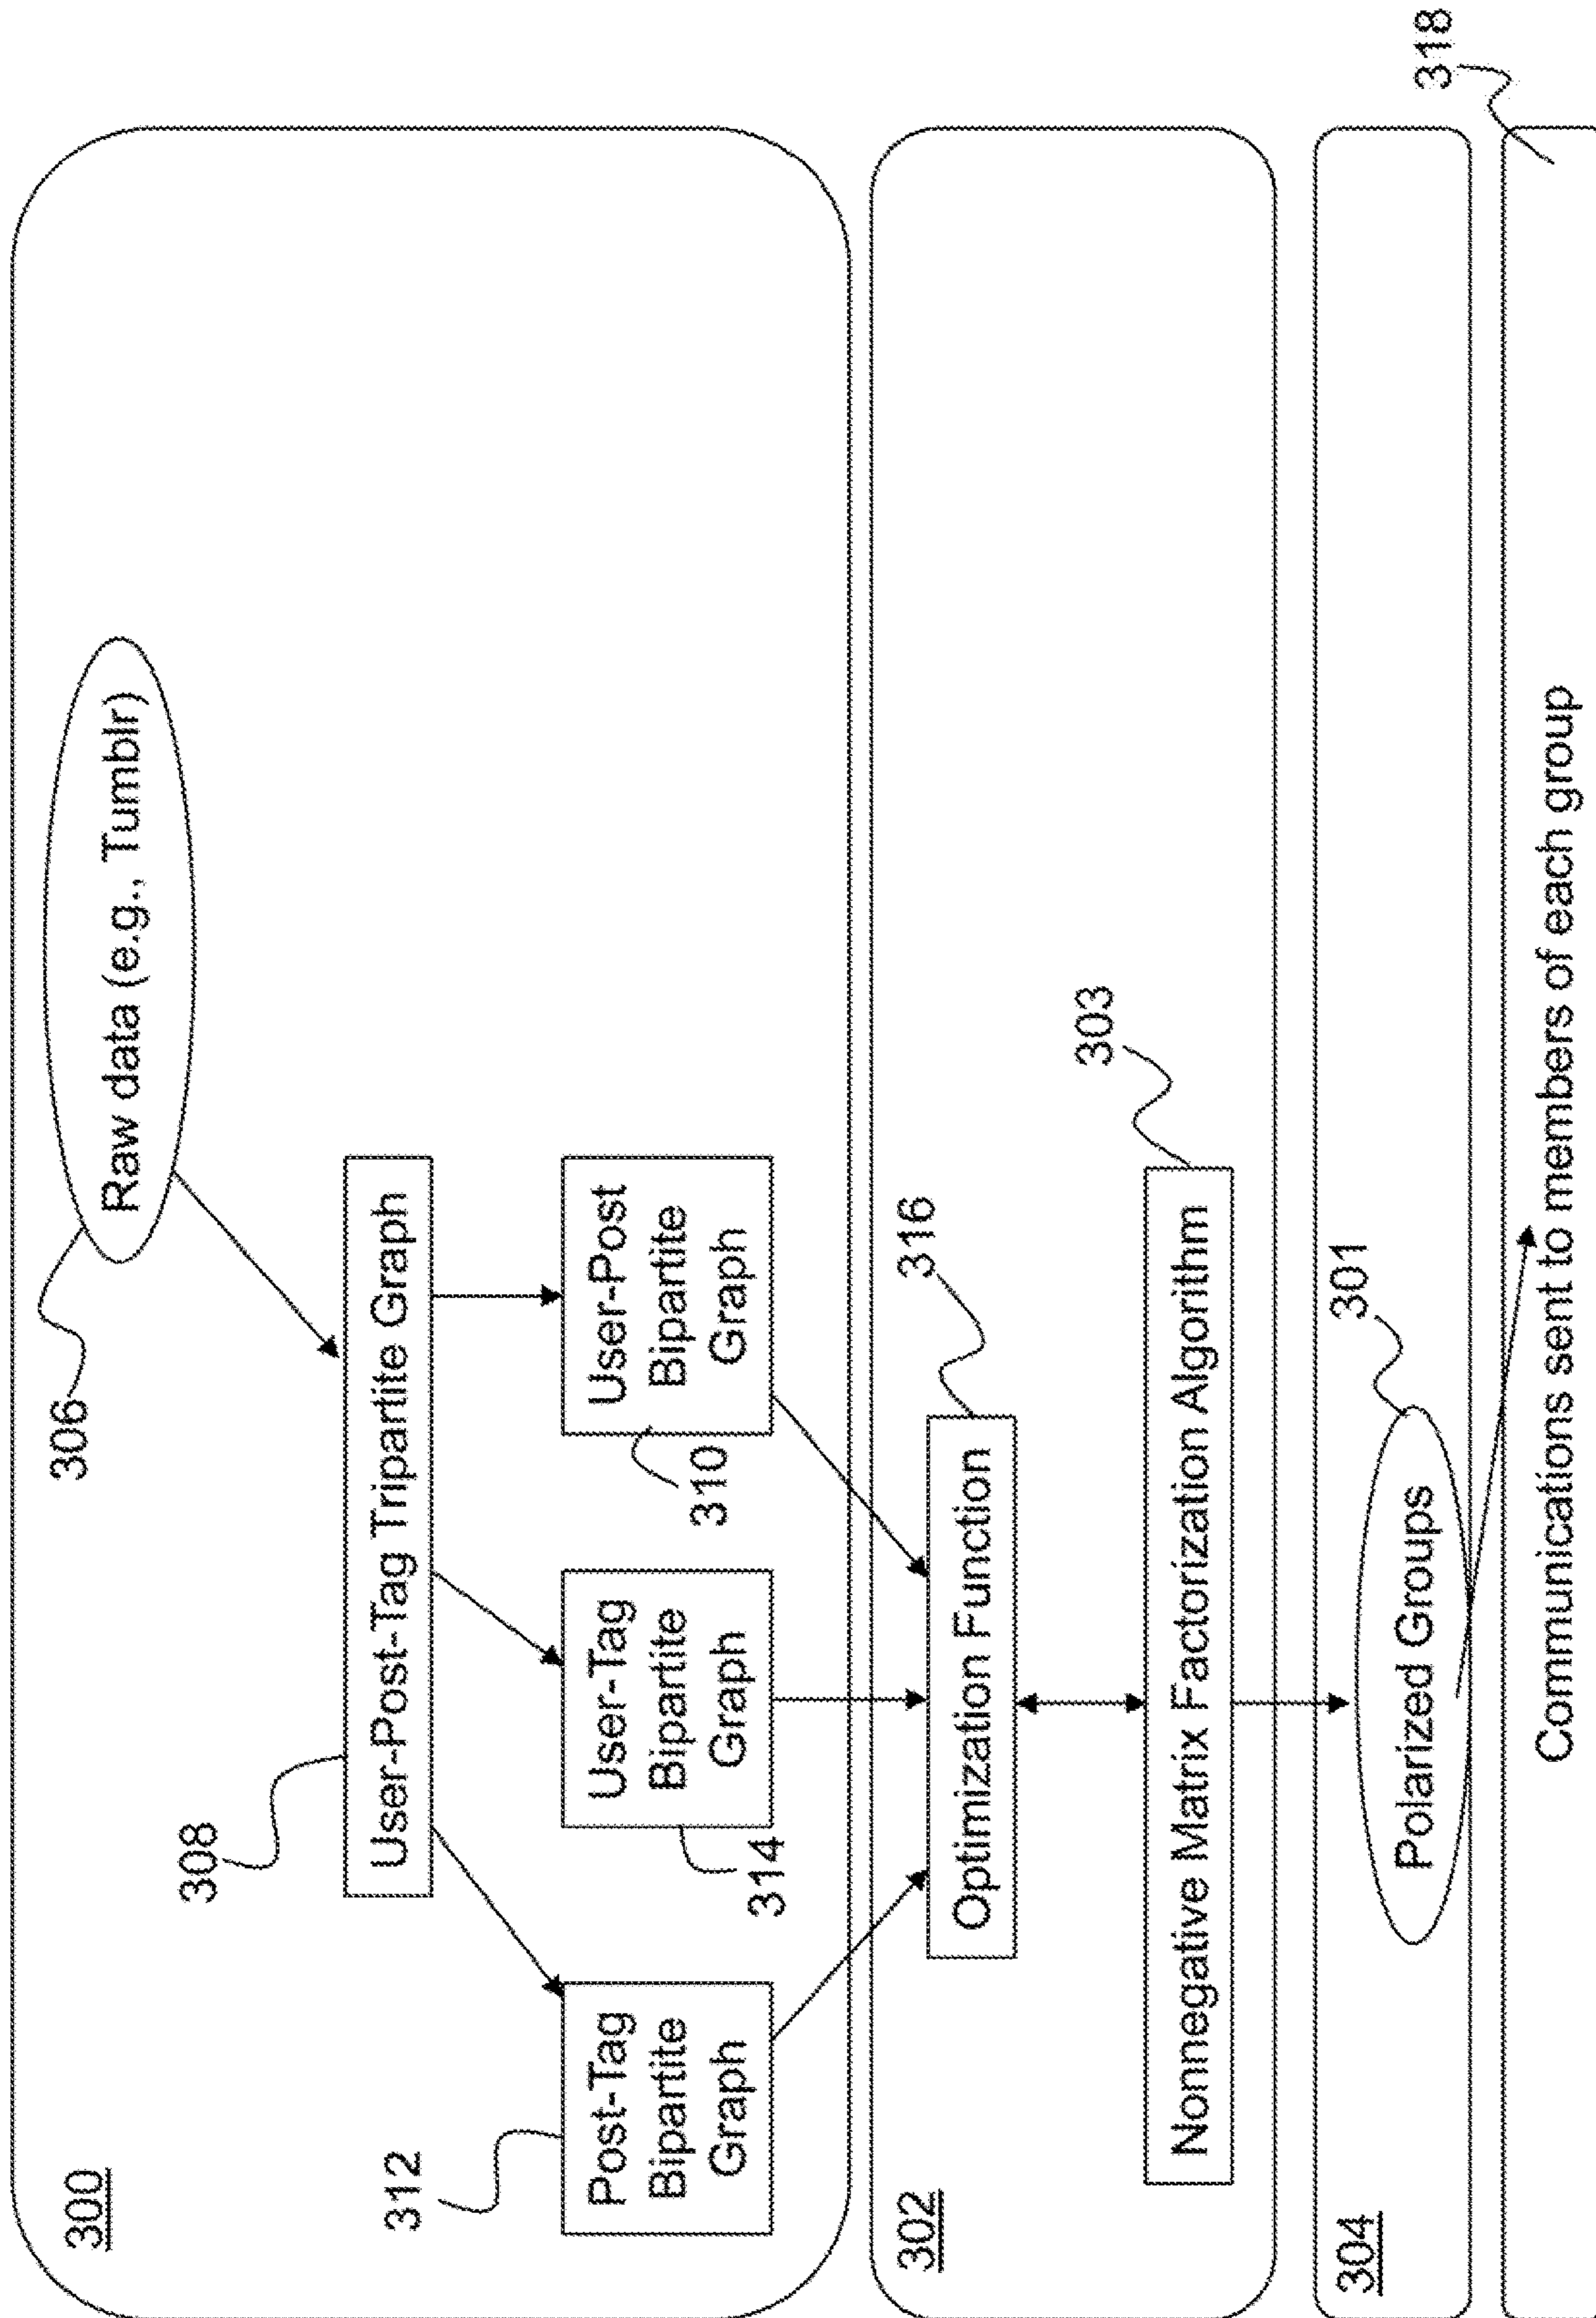 300
306
Raw data (e.g., Tumblr)
308
User-Post-Tag Tripartite Graph
312
Post-Tag
Bipartite
Graph
314
User-Tag
Bipartite
Graph
310
User-Post
Bipartite
Graph
302
316
Optimization Function
303
Nonnegative Matrix Factorization Algorithm
304
301
Polarized Groups
318
Communications sent to members of each group